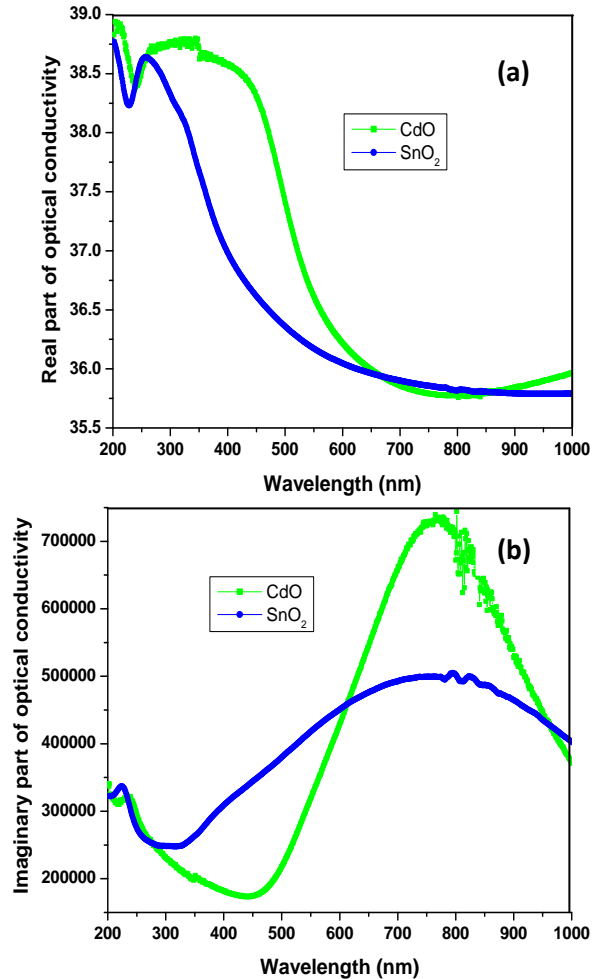 39.0
38.5
38.0
37.5
37.0
36.5
36.0
35.5
Real part of optical conductivity
(a)
CdO
SnO₂
200 300 400 500 600 700 800 900 1000
Wavelength (nm)
700000
600000
500000
400000
300000
200000
Imaginary part of optical conductivity
(b)
CdO
SnO₂
200 300 400 500 600 700 800 900 1000
Wavelength (nm)